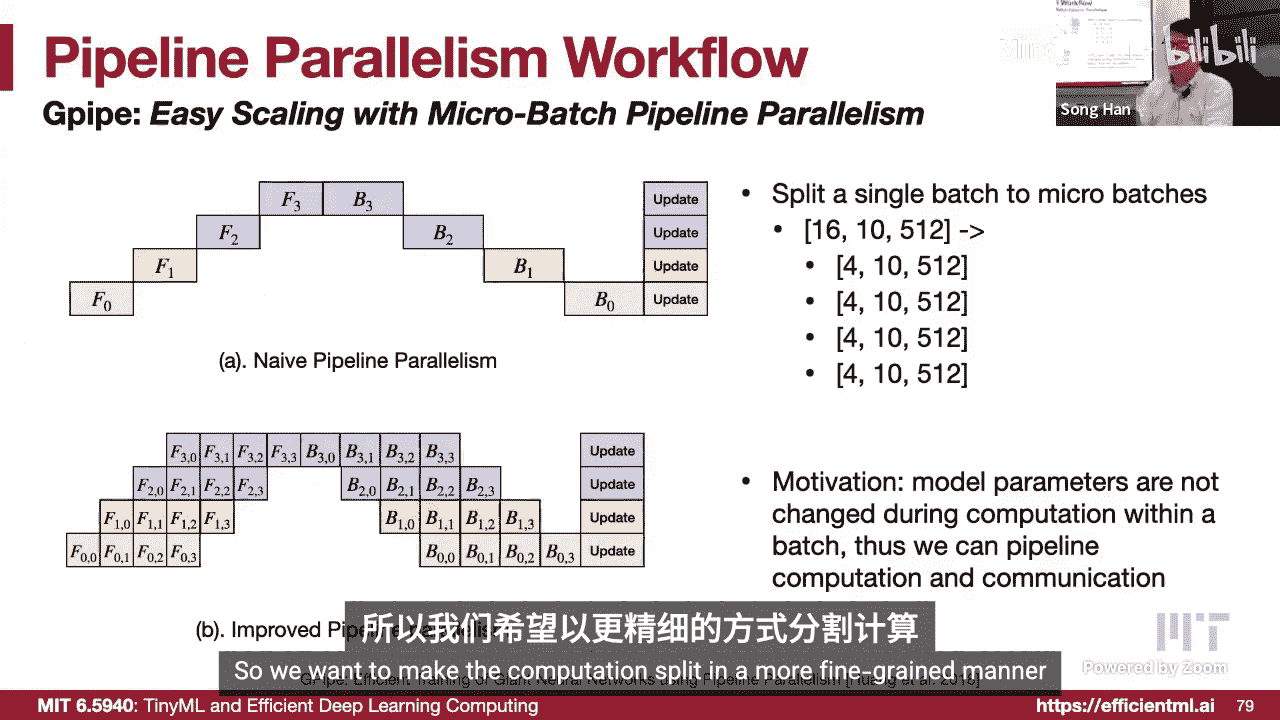 Pipeline Parallelism Workflow
Gpipe: Easy Scaling with Micro-Batch Pipeline Parallelism
Song Han
F3 B3 Update
F2 B2 Update
F1 B1 Update
F0 B0 Update
(a). Naive Pipeline Parallelism
• Split a single batch to micro batches
• [16, 10, 512] ->
• [4, 10, 512]
• [4, 10, 512]
• [4, 10, 512]
• [4, 10, 512]
F3,0 F3,1 F3,2 F3,3 B3,0 B3,1 B3,2 B3,3 Update
F2,0 F2,1 F2,2 F2,3 B2,0 B2,1 B2,2 B2,3 Update
F1,0 F1,1 F1,2 F1,3 B1,0 B1,1 B1,2 B1,3 Update
F0,0 F0,1 F0,2 F0,3 B0,0 B0,1 B0,2 B0,3 Update
(b). Improved
• Motivation: model parameters are not
changed during computation within a
batch, thus we can pipeline
computation and communication
所以我们希望以更精细的方式分割计算
So we want to make the computation split in a more fine-grained manner
MIT
Powered by Zoom
MIT 6.5940: TinyML and Efficient Deep Learning Computing
https://efficientml.ai
79